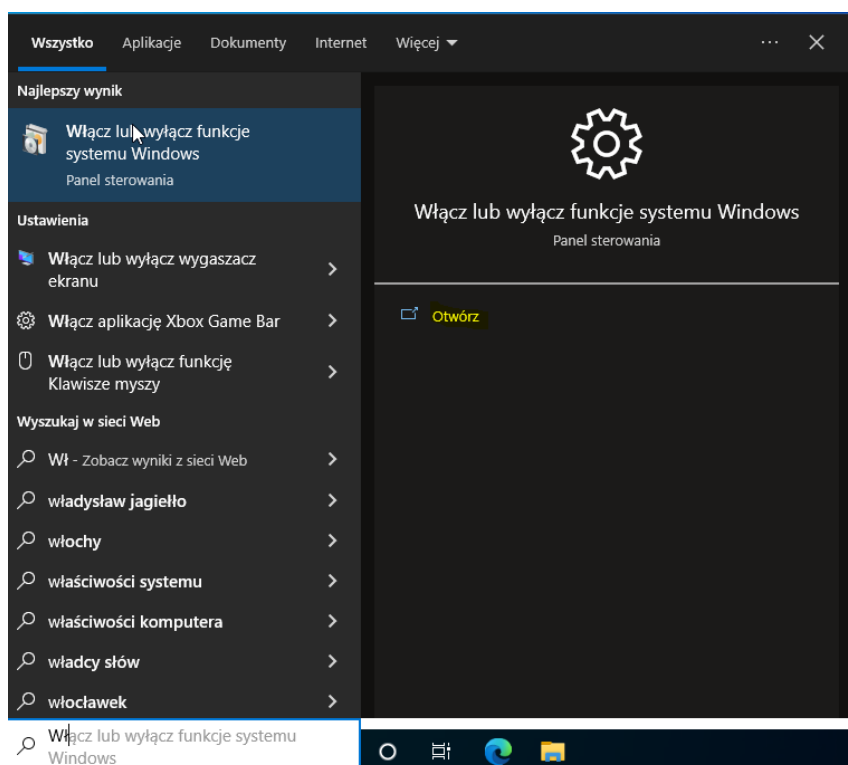 Wszystko Aplikacje Dokumenty Internet Więcej
Najlepszy wynik
Włącz lub wyłącz funkcje
systemu Windows
Panel sterowania
Ustawienia
Włącz lub wyłącz wygaszacz
ekranu
Włącz aplikację Xbox Game Bar
Włącz lub wyłącz funkcję
Klawisze myszy
Wyszukaj w sieci Web
Wł - Zobacz wyniki z sieci Web
władysław jagiełło
włochy
właściwości systemu
właściwości komputera
władcy słów
włocławek
Włącz lub wyłącz funkcje systemu
Windows
Włącz lub wyłącz funkcje systemu Windows
Panel sterowania
Otwórz